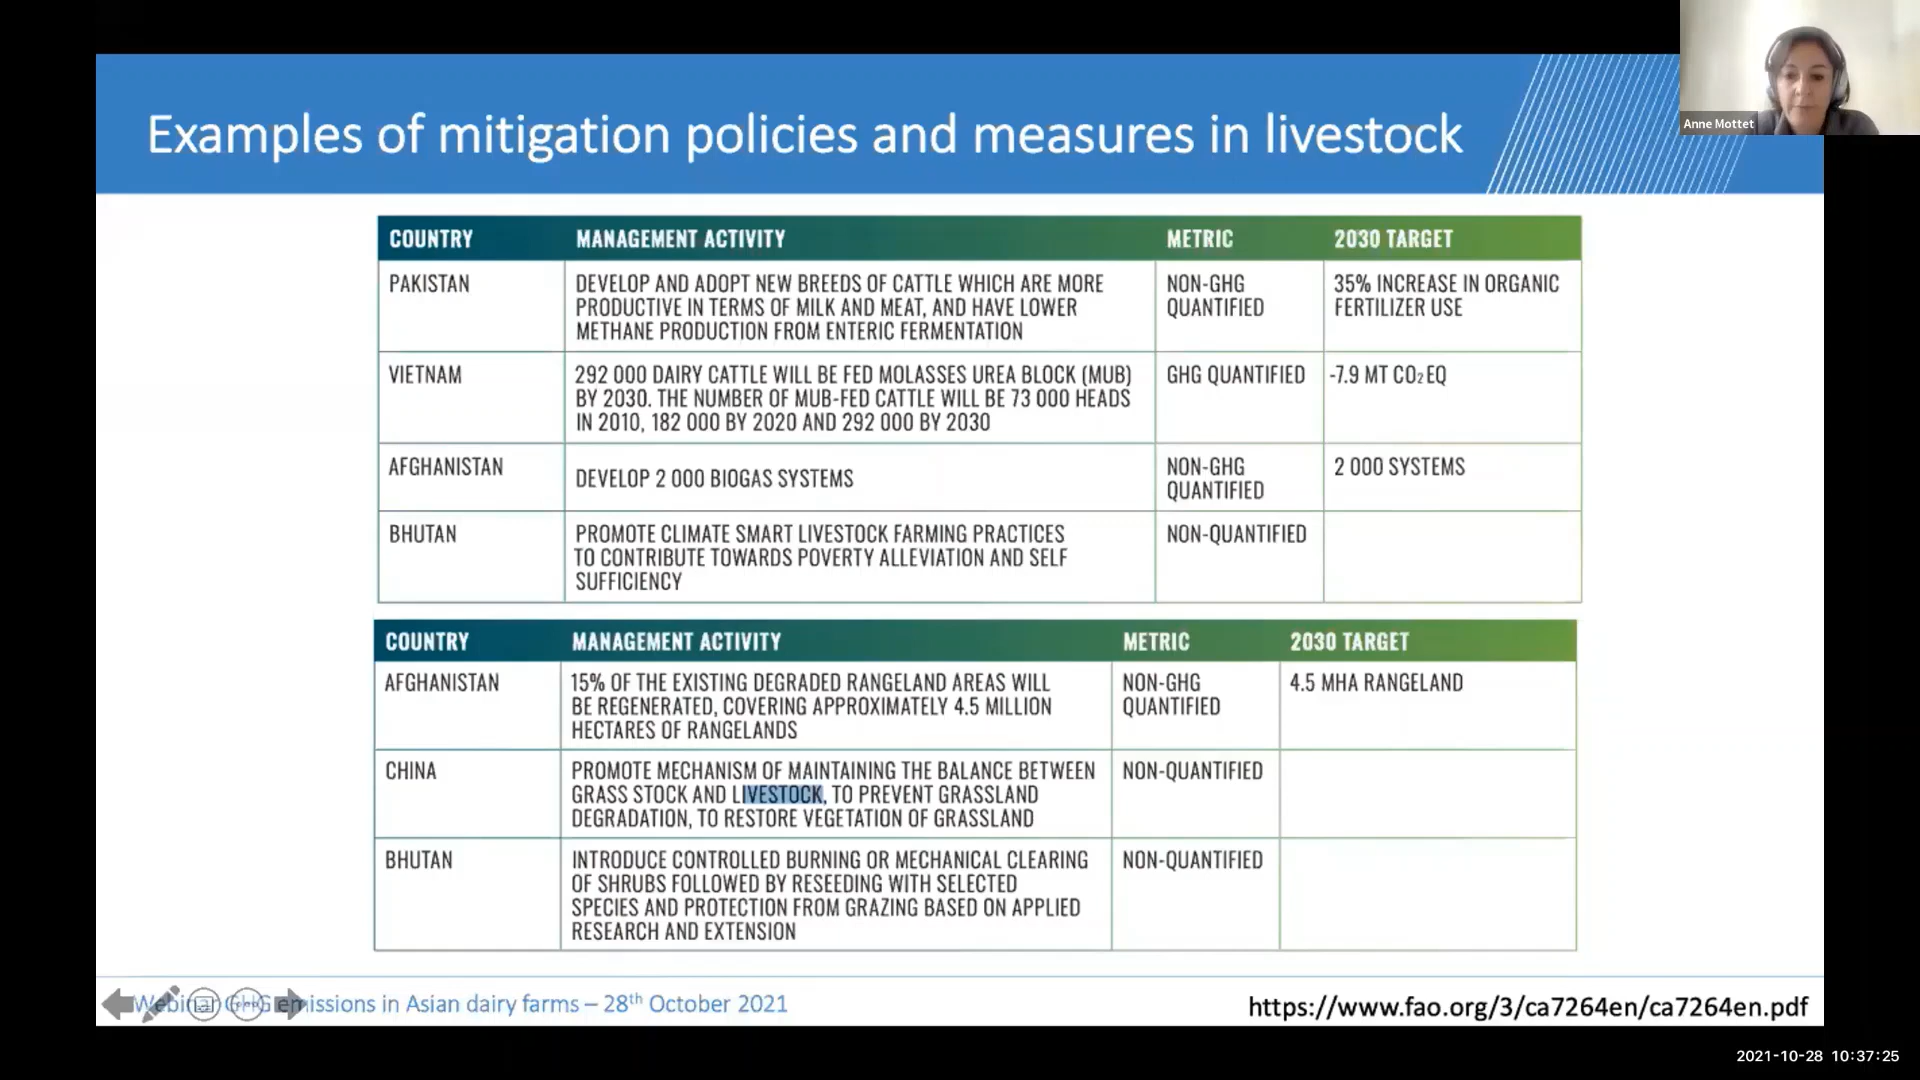 Anne Mottet
Examples of mitigation policies and measures in livestock
COUNTRY MANAGEMENT ACTIVITY METRIC 2030 TARGET
PAKISTAN DEVELOP AND ADOPT NEW BREEDS OF CATTLE WHICH ARE MORE NON-GHG 35% INCREASE IN ORGANIC
PRODUCTIVE IN TERMS OF MILK AND MEAT, AND HAVE LOWER QUANTIFIED FERTILIZER USE
METHANE PRODUCTION FROM ENTERIC FERMENTATION
VIETNAM 292 000 DAIRY CATTLE WILL BE FED MOLASSES UREA BLOCK (MUB) GHG QUANTIFIED -7.9 MT CO₂ EQ
BY 2030. THE NUMBER OF MUB-FED CATTLE WILL BE 73 000 HEADS
IN 2010, 182 000 BY 2020 AND 292 000 BY 2030
AFGHANISTAN DEVELOP 2 000 BIOGAS SYSTEMS NON-GHG 2 000 SYSTEMS
QUANTIFIED
BHUTAN PROMOTE CLIMATE SMART LIVESTOCK FARMING PRACTICES NON-QUANTIFIED
TO CONTRIBUTE TOWARDS POVERTY ALLEVIATION AND SELF
SUFFICIENCY
COUNTRY MANAGEMENT ACTIVITY METRIC 2030 TARGET
AFGHANISTAN 15% OF THE EXISTING DEGRADED RANGELAND AREAS WILL NON-GHG 4.5 MHA RANGELAND
BE REGENERATED, COVERING APPROXIMATELY 4.5 MILLION QUANTIFIED
HECTARES OF RANGELANDS
CHINA PROMOTE MECHANISM OF MAINTAINING THE BALANCE BETWEEN NON-QUANTIFIED
GRASS STOCK AND LIVESTOCK, TO PREVENT GRASSLAND
DEGRADATION, TO RESTORE VEGETATION OF GRASSLAND
BHUTAN INTRODUCE CONTROLLED BURNING OR MECHANICAL CLEARING NON-QUANTIFIED
OF SHRUBS FOLLOWED BY RESEEDING WITH SELECTED
SPECIES AND PROTECTION FROM GRAZING BASED ON APPLIED
RESEARCH AND EXTENSION
Webinar GHG emissions in Asian dairy farms – 28th October 2021
https://www.fao.org/3/ca7264en/ca7264en.pdf
2021-10-28 10:37:25